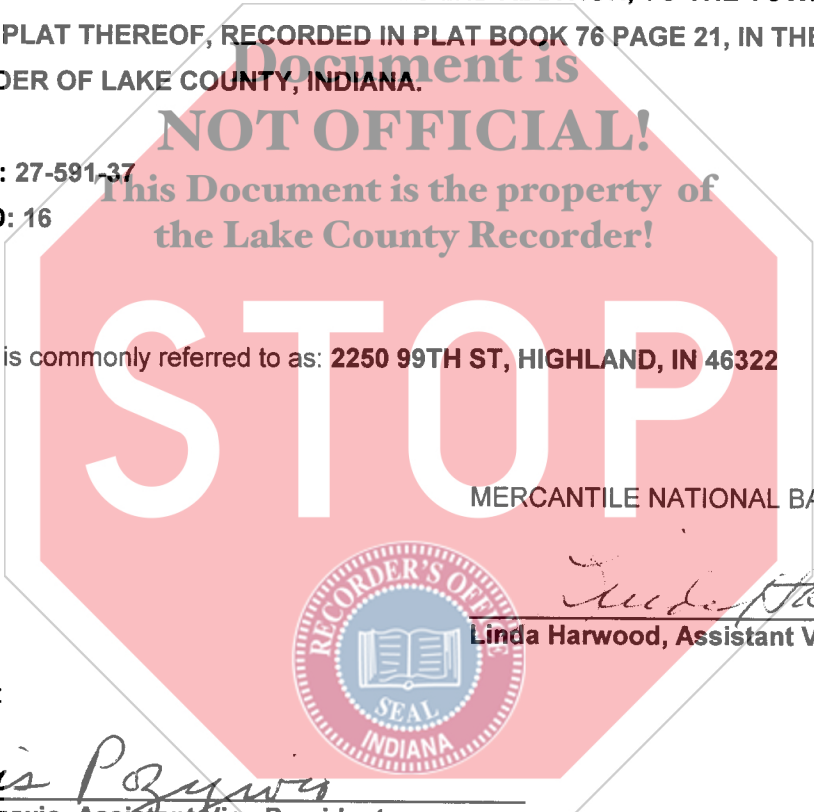 PLAT THEREOF, RECORDED IN PLAT BOOK 76 PAGE 21, IN THE
DER OF LAKE COUNTY, INDIANA.
Document is
NOT OFFICIAL!
: 27-591-37
This Document is the property of
: 16
the Lake County Recorder!
STOP
is commonly referred to as: 2250 99TH ST, HIGHLAND, IN 46322
MERCANTILE NATIONAL BA
Linda Harwood, Assistant V
RECORDER'S OFFICE
SEAL
INDIANA